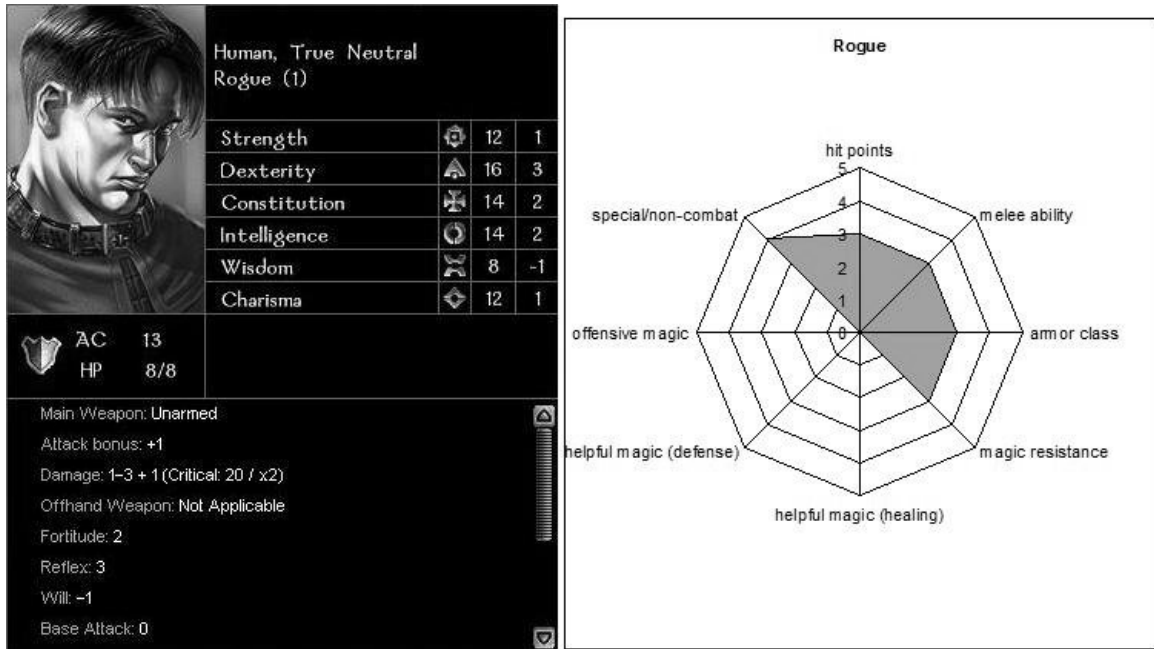 Human, True Neutral
Rogue (1)
Strength 12 1
Dexterity 16 3
Constitution 14 2
Intelligence 14 2
Wisdom 8 -1
Charisma 12 1
AC 13
HP 8/8
Main Weapon: Unarmed
Attack bonus: +1
Damage: 1-3 + 1 (Critical: 20 / x2)
Offhand Weapon: Not Applicable
Fortitude: 2
Reflex: 3
Will: -1
Base Attack: 0
Rogue
hit points
5
special/non-combat
melee ability
4
3
2
1
offensive magic
0
armor class
helpful magic (defense)
magic resistance
helpful magic (healing)